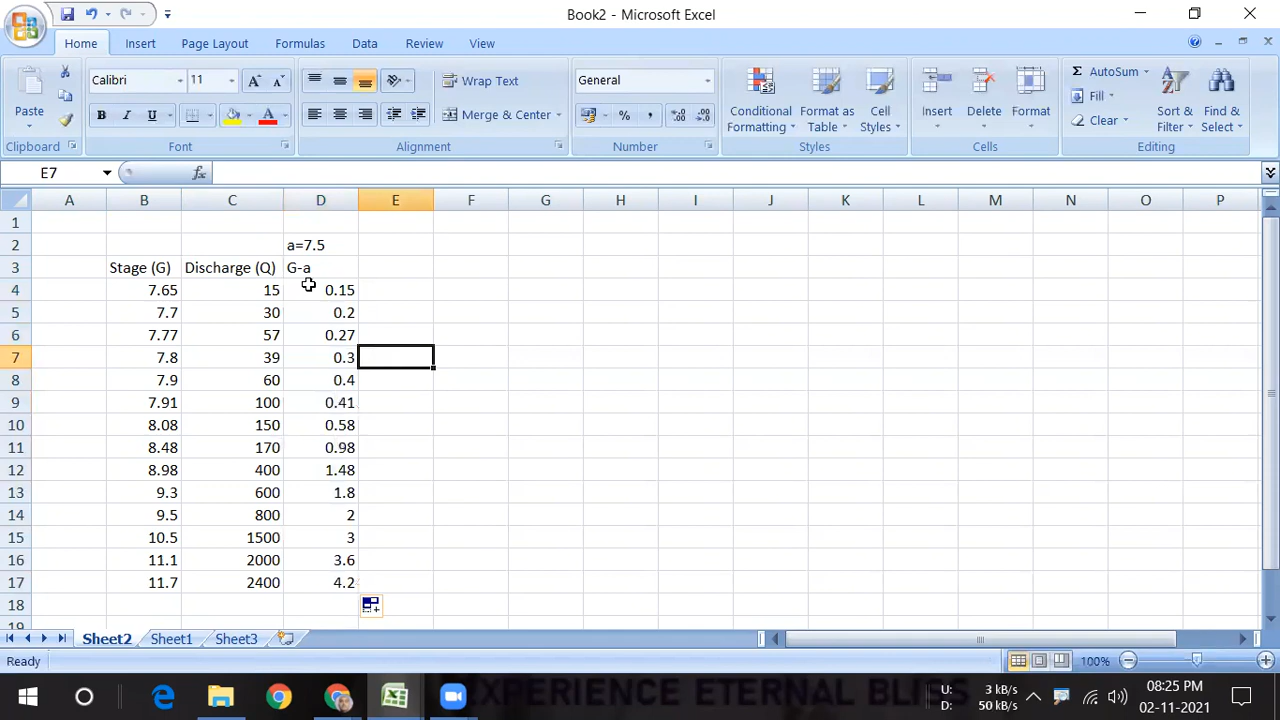 Book2 - Microsoft Excel
Home Insert Page Layout Formulas Data Review View
Paste
Clipboard
Calibri 11
B I U A
Font
Wrap Text
Merge & Center
Alignment
General
% ,
Number
Conditional Formatting
Format as Table
Cell Styles
Styles
Insert Delete Format
Cells
Σ AutoSum
Fill
Clear
Sort & Filter
Find & Select
Editing
E7 fx
A B C D E F G H I J K L M N O P
1
2 a=7.5
3 Stage (G) Discharge (Q) G-a
4 7.65 15 0.15
5 7.7 30 0.2
6 7.77 57 0.27
7 7.8 39 0.3
8 7.9 60 0.4
9 7.91 100 0.41
10 8.08 150 0.58
11 8.48 170 0.98
12 8.98 400 1.48
13 9.3 600 1.8
14 9.5 800 2
15 10.5 1500 3
16 11.1 2000 3.6
17 11.7 2400 4.2
18
19
Sheet2 Sheet1 Sheet3
Ready 100%
EXPERIENCE ETERNAL BLISS
U: 3 kB/s
D: 50 kB/s
08:25 PM
02-11-2021